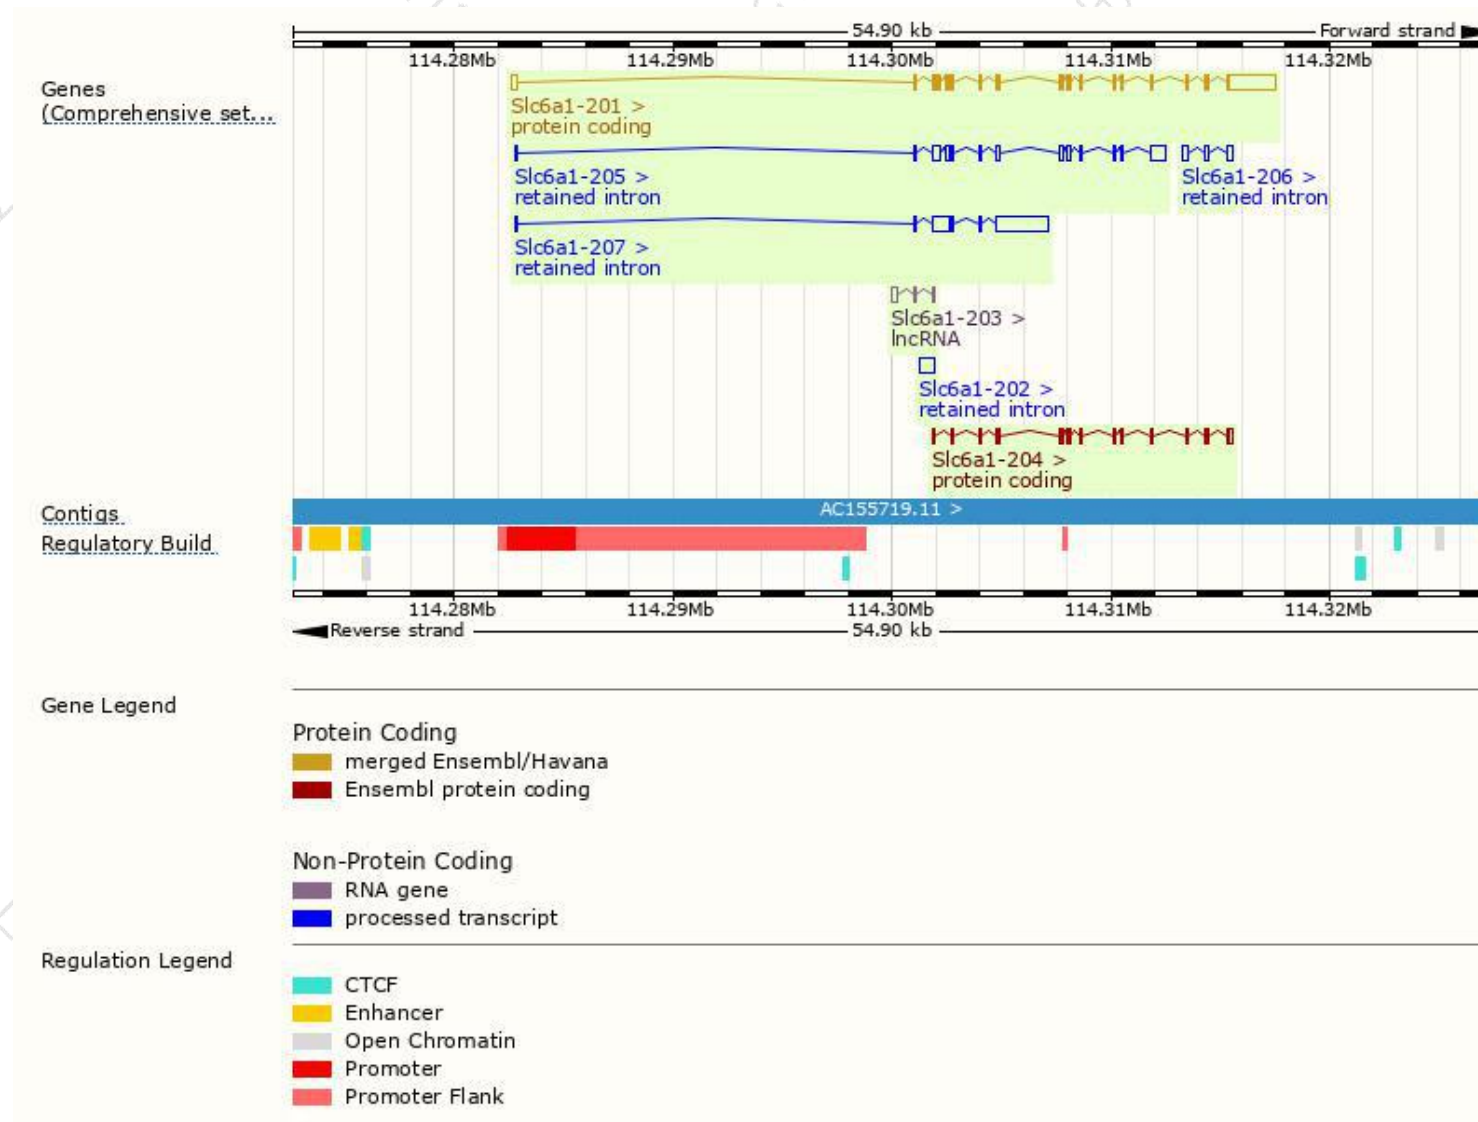 54.90 kb Forward strand
114.28Mb 114.29Mb 114.30Mb 114.31Mb 114.32Mb
Genes
(Comprehensive set...
Slc6a1-201 >
protein coding
Slc6a1-205 >
retained intron
Slc6a1-206 >
retained intron
Slc6a1-207 >
retained intron
Slc6a1-203 >
lncRNA
Slc6a1-202 >
retained intron
Slc6a1-204 >
protein coding
Contigs
AC155719.11 >
Regulatory Build
114.28Mb 114.29Mb 114.30Mb 114.31Mb 114.32Mb
Reverse strand 54.90 kb
Gene Legend
Protein Coding
merged Ensembl/Havana
Ensembl protein coding
Non-Protein Coding
RNA gene
processed transcript
Regulation Legend
CTCF
Enhancer
Open Chromatin
Promoter
Promoter Flank